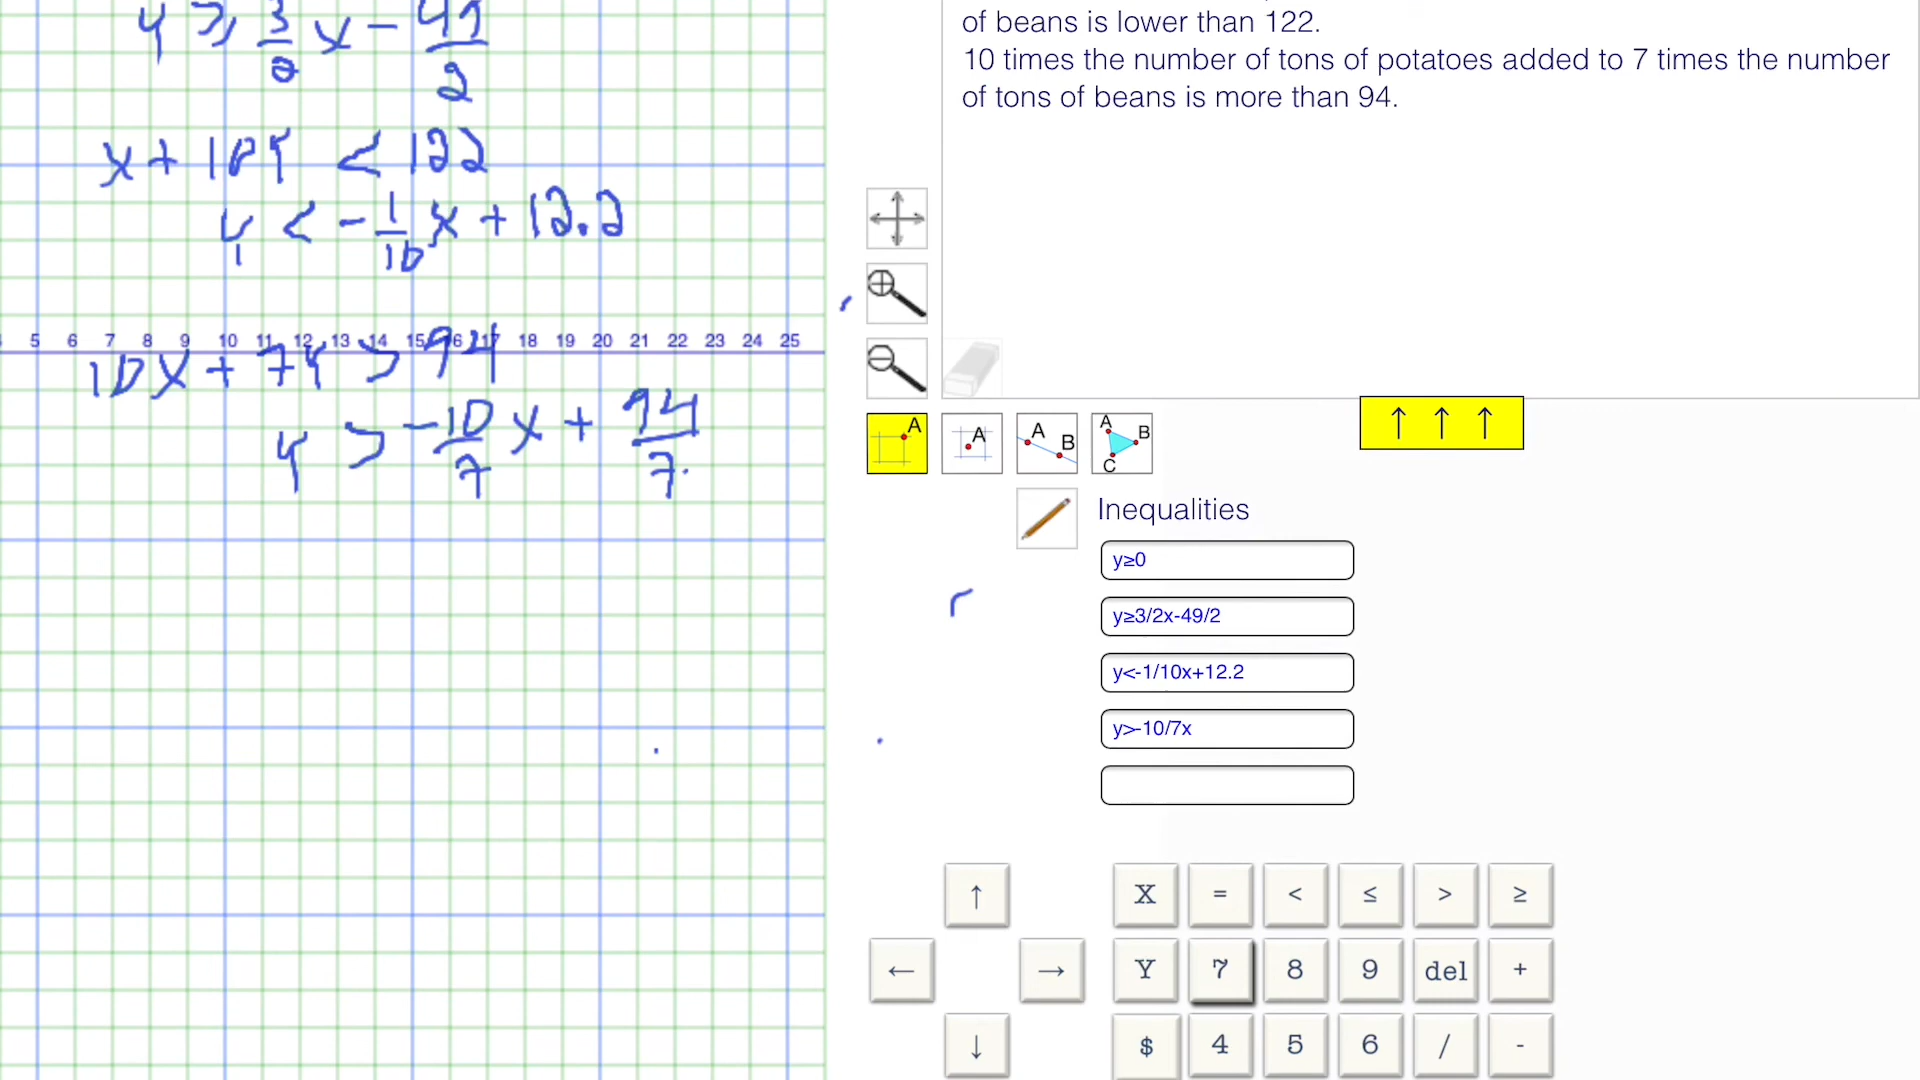 y ≥ 3/2 x - 49/2
x + 10y < 122
y < - 1/10 x + 12.2
5 6 7 8 9 10 11 12 13 14 15 16 17 18 19 20 21 22 23 24 25
10x + 7y > 94
y > -10/7 x + 94/7
of beans is lower than 122.
10 times the number of tons of potatoes added to 7 times the number
of tons of beans is more than 94.
A
A
A B
A B C
↑ ↑ ↑
Inequalities
y≥0
y≥3/2x-49/2
y<-1/10x+12.2
y>-10/7x
↑
← →
↓
X = < ≤ > ≥
Y 7 8 9 del +
$ 4 5 6 / -